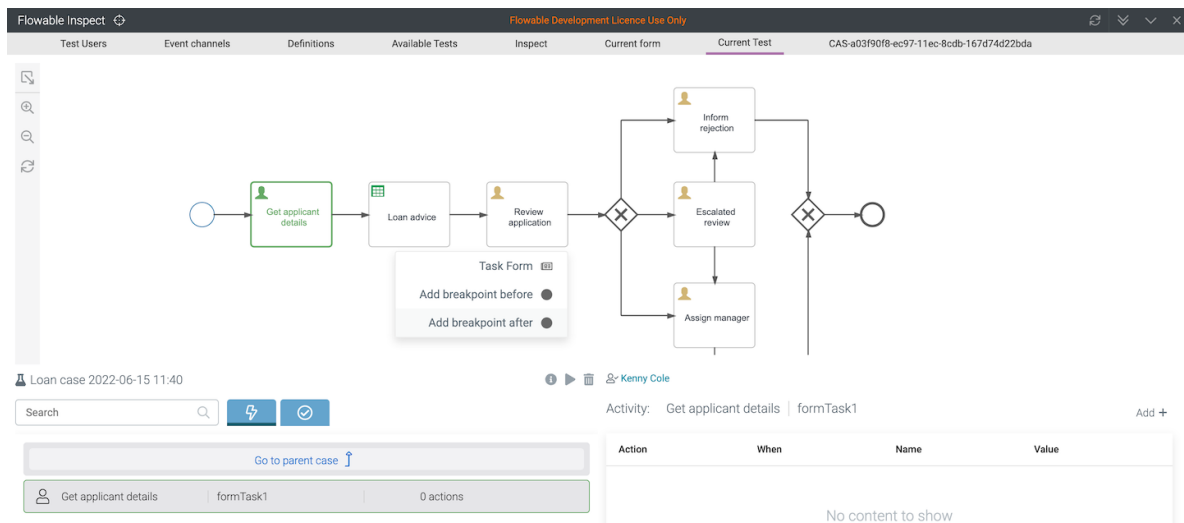 Flowable Inspect
Flowable Development Licence Use Only
Test Users Event channels Definitions Available Tests Inspect Current form Current Test CAS-a03f90f8-ec97-11ec-8cdb-167d74d22bda
Inform
rejection
Get applicant
details
Loan advice
Review
application
Escalated
review
Task Form
Add breakpoint before
Add breakpoint after
Assign manager
Loan case 2022-06-15 11:40
Kenny Cole
Search
Activity: Get applicant details formTask1
Add +
Go to parent case
Action When Name Value
Get applicant details formTask1 0 actions
No content to show